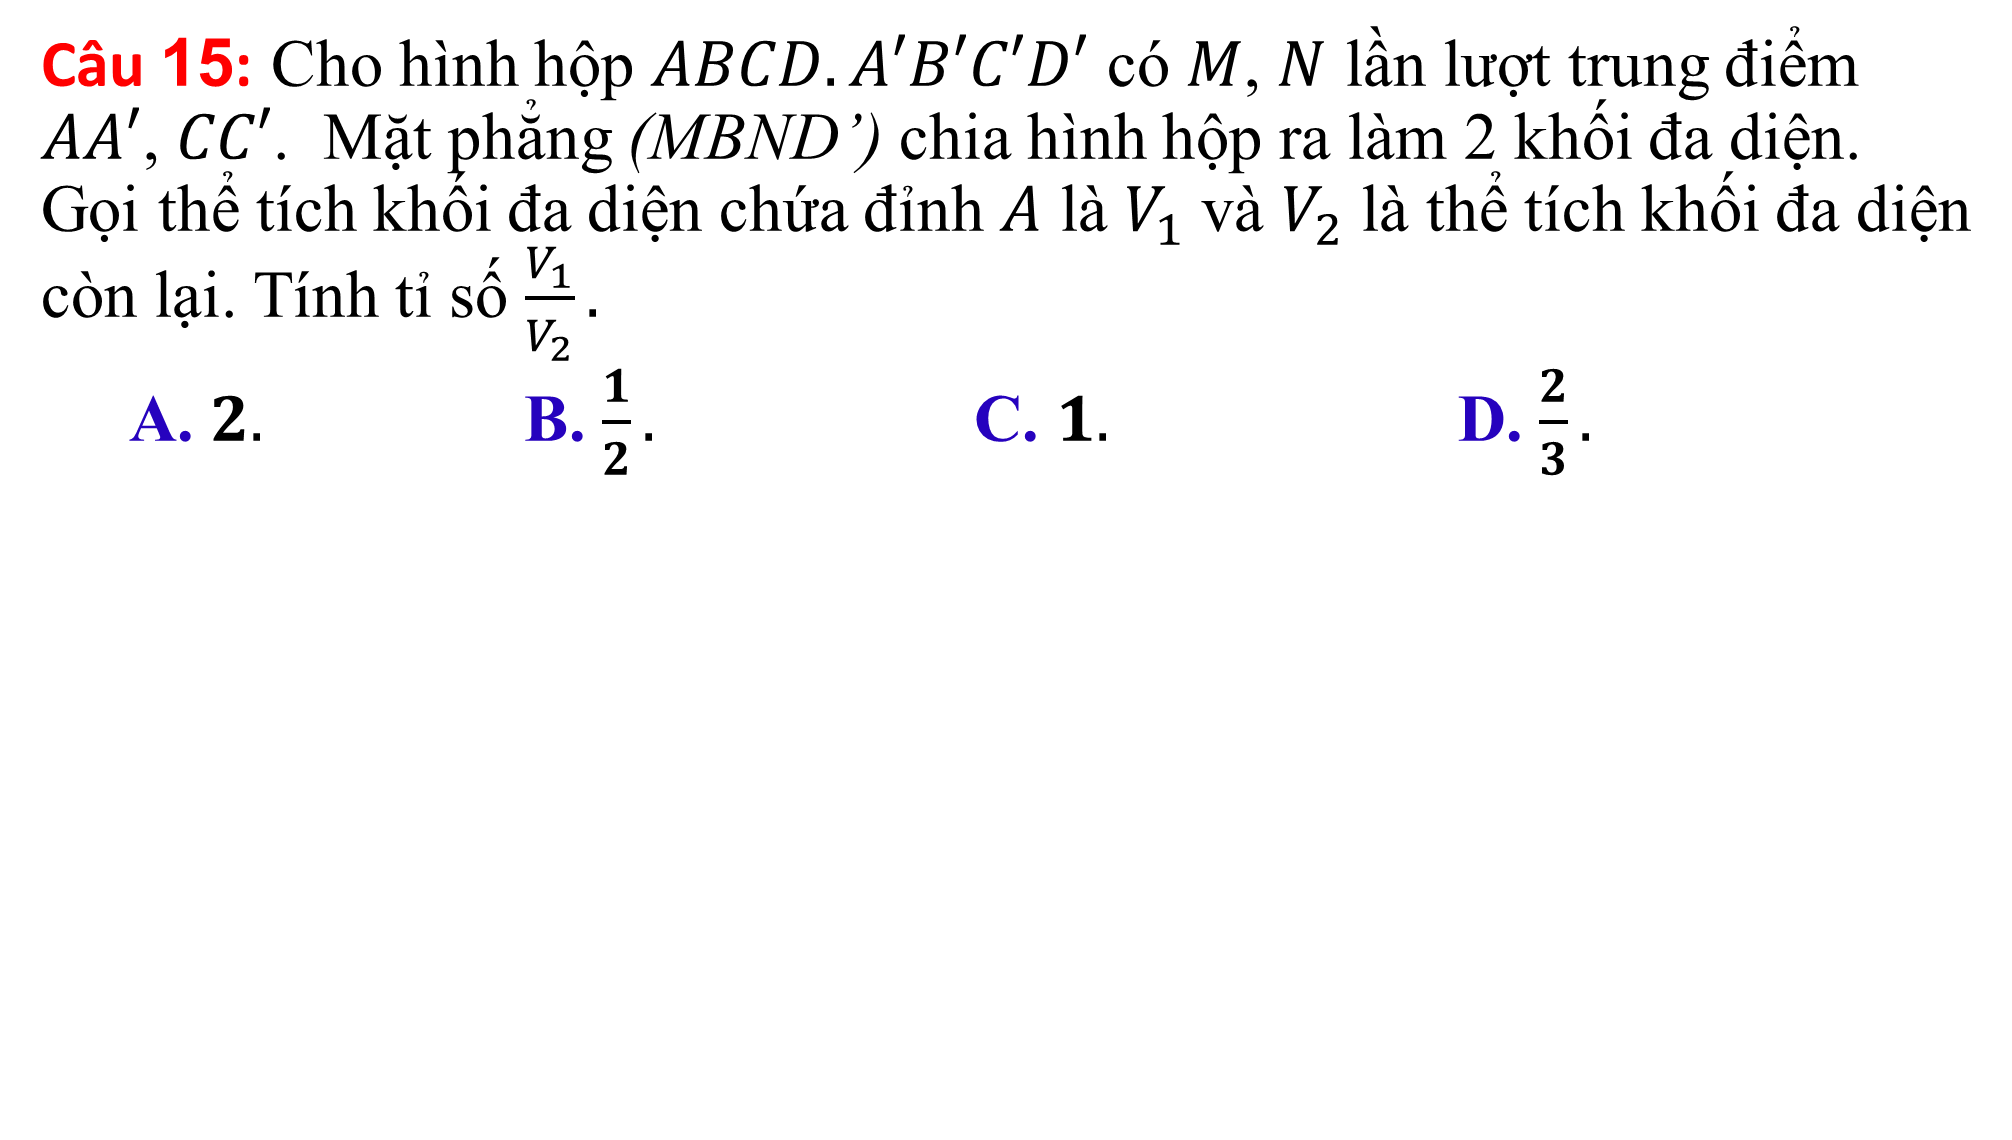 Câu 15: Cho hình hộp 𝐴𝐵𝐶𝐷. 𝐴′𝐵′𝐶′𝐷′ có 𝑀, 𝑁 lần lượt trung điểm
𝐴𝐴′, 𝐶𝐶′. Mặt phẳng (MBND’) chia hình hộp ra làm 2 khối đa diện.
Gọi thể tích khối đa diện chứa đỉnh 𝐴 là 𝑉₁ và 𝑉₂ là thể tích khối đa diện
còn lại. Tính tỉ số 𝑉₁/𝑉₂ .
A. 2. B. 1/2 . C. 1. D. 2/3 .